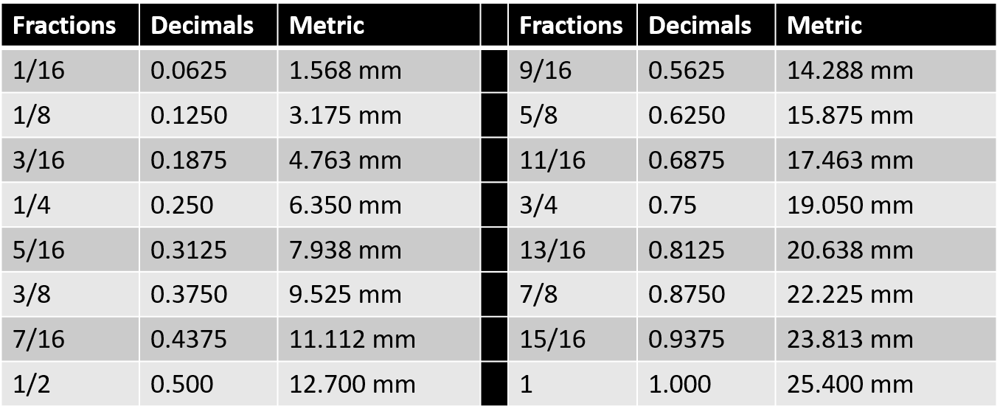 Fractions Decimals Metric Fractions Decimals Metric
1/16 0.0625 1.568 mm 9/16 0.5625 14.288 mm
1/8 0.1250 3.175 mm 5/8 0.6250 15.875 mm
3/16 0.1875 4.763 mm 11/16 0.6875 17.463 mm
1/4 0.250 6.350 mm 3/4 0.75 19.050 mm
5/16 0.3125 7.938 mm 13/16 0.8125 20.638 mm
3/8 0.3750 9.525 mm 7/8 0.8750 22.225 mm
7/16 0.4375 11.112 mm 15/16 0.9375 23.813 mm
1/2 0.500 12.700 mm 1 1.000 25.400 mm